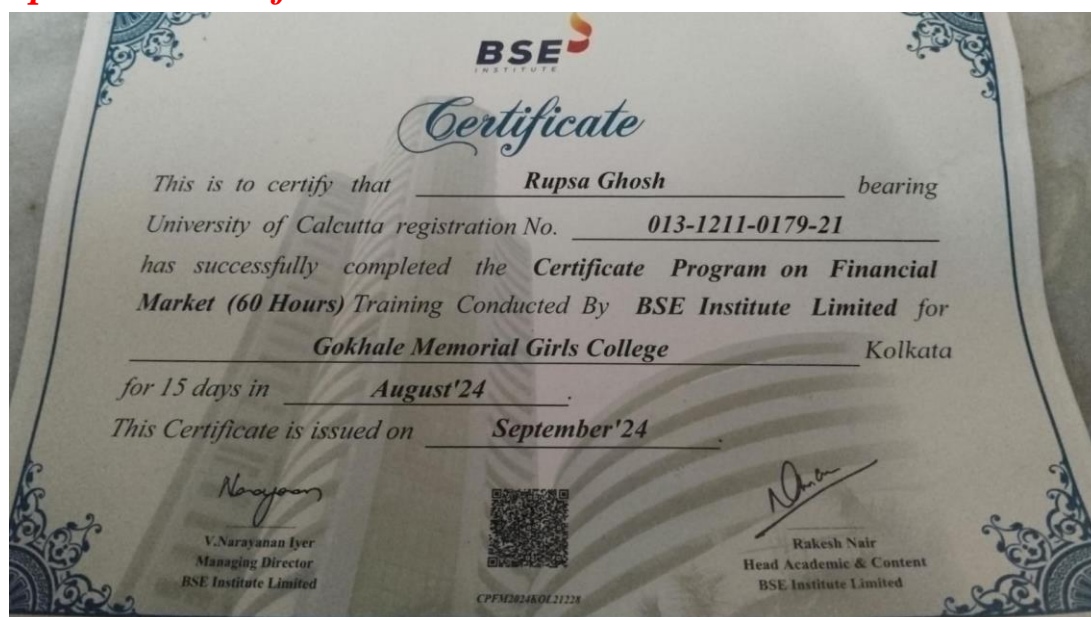 BSE
INSTITUTE
Certificate
This is to certify that Rupsa Ghosh bearing
University of Calcutta registration No. 013-1211-0179-21
has successfully completed the Certificate Program on Financial
Market (60 Hours) Training Conducted By BSE Institute Limited for
Gokhale Memorial Girls College Kolkata
for 15 days in August'24.
This Certificate is issued on September'24.
V.Narayanan Iyer
Managing Director
BSE Institute Limited
Rakesh Nair
Head Academic & Content
BSE Institute Limited
CPFM2024KOL21228